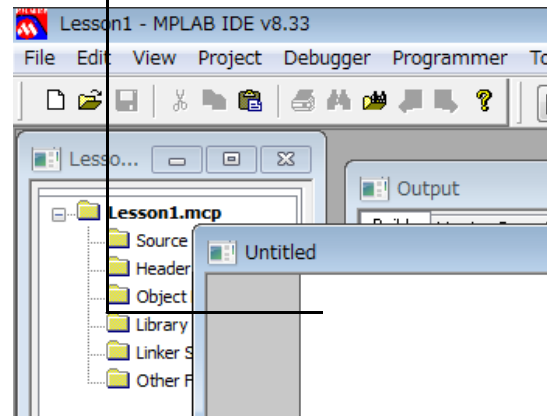 Lesson1 - MPLAB IDE v8.33
File Edit View Project Debugger Programmer
Lesso...
Output
Lesson1.mcp
Source
Header
Object
Library
Linker S
Other F
Untitled